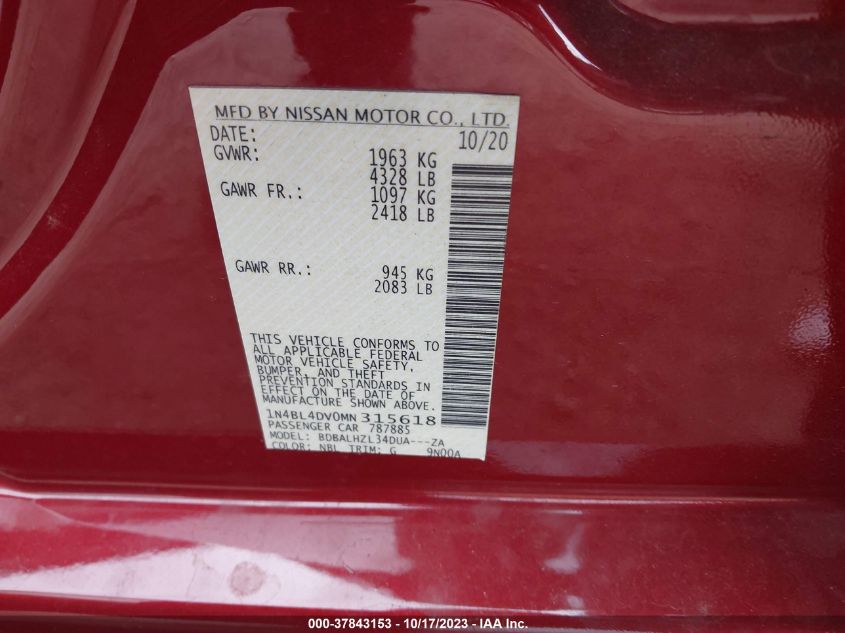 MFD BY NISSAN MOTOR CO., LTD.
DATE: 10/20
GVWR: 1963 KG
4328 LB
GAWR FR.: 1097 KG
2418 LB
GAWR RR.: 945 KG
2083 LB
THIS VEHICLE CONFORMS TO
ALL APPLICABLE FEDERAL
MOTOR VEHICLE SAFETY,
BUMPER, AND THEFT
PREVENTION STANDARDS IN
EFFECT ON THE DATE OF
MANUFACTURE SHOWN ABOVE.
1N4BL4DV0MN315618
PASSENGER CAR 787885
MODEL: BDBALHZL34DUA---ZA
COLOR: NBL TRIM: G 9N00A
000-37843153 - 10/17/2023 - IAA Inc.